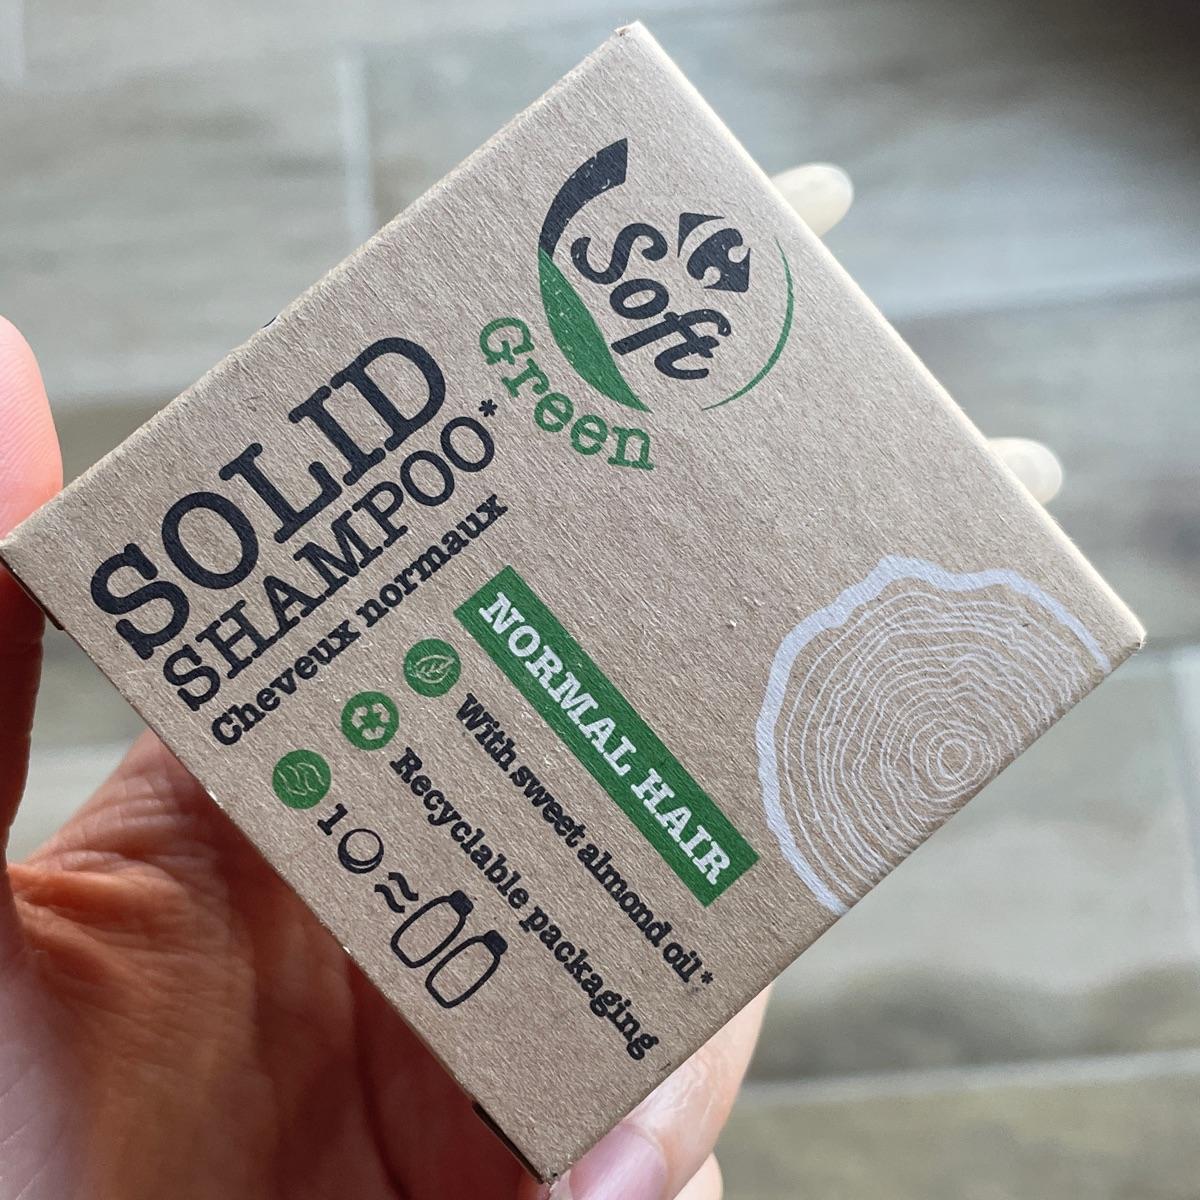 Soft
Green
SOLID
SHAMPOO*
Cheveux normaux
NORMAL HAIR
With sweet almond oil*
Recyclable packaging
1 ≈